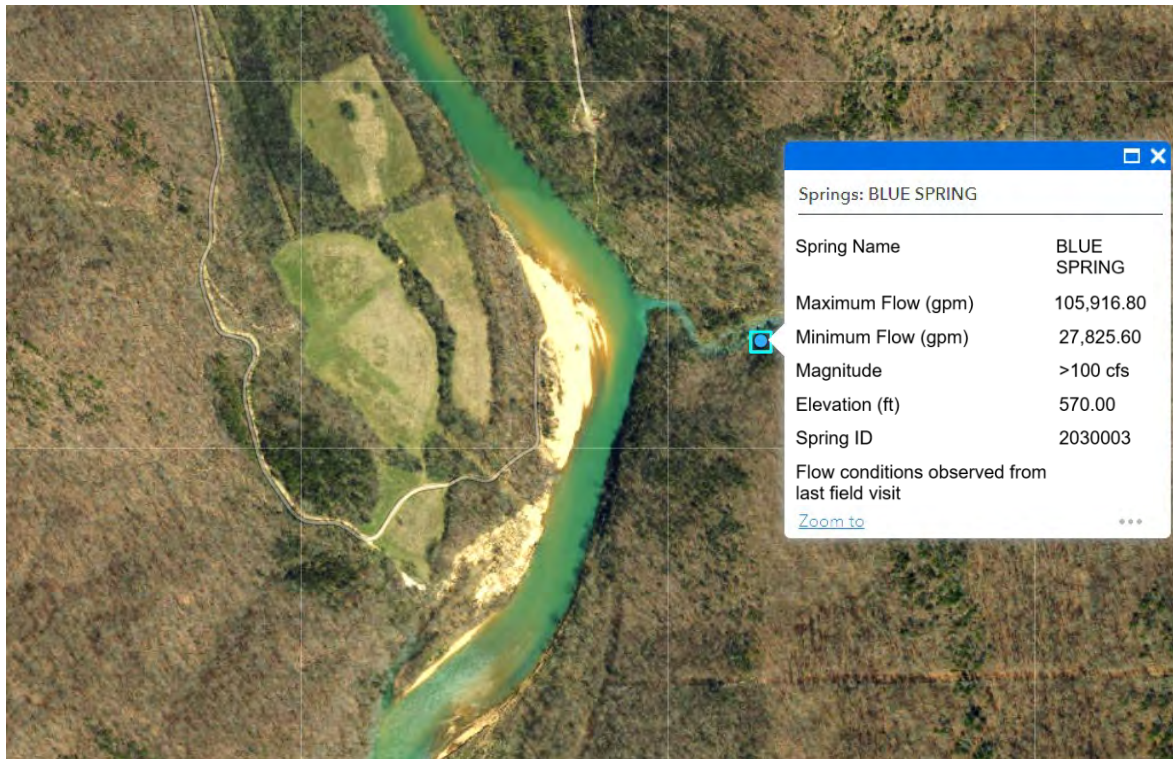 Springs: BLUE SPRING
Spring Name BLUE
SPRING
Maximum Flow (gpm) 105,916.80
Minimum Flow (gpm) 27,825.60
Magnitude >100 cfs
Elevation (ft) 570.00
Spring ID 2030003
Flow conditions observed from
last field visit
Zoom to